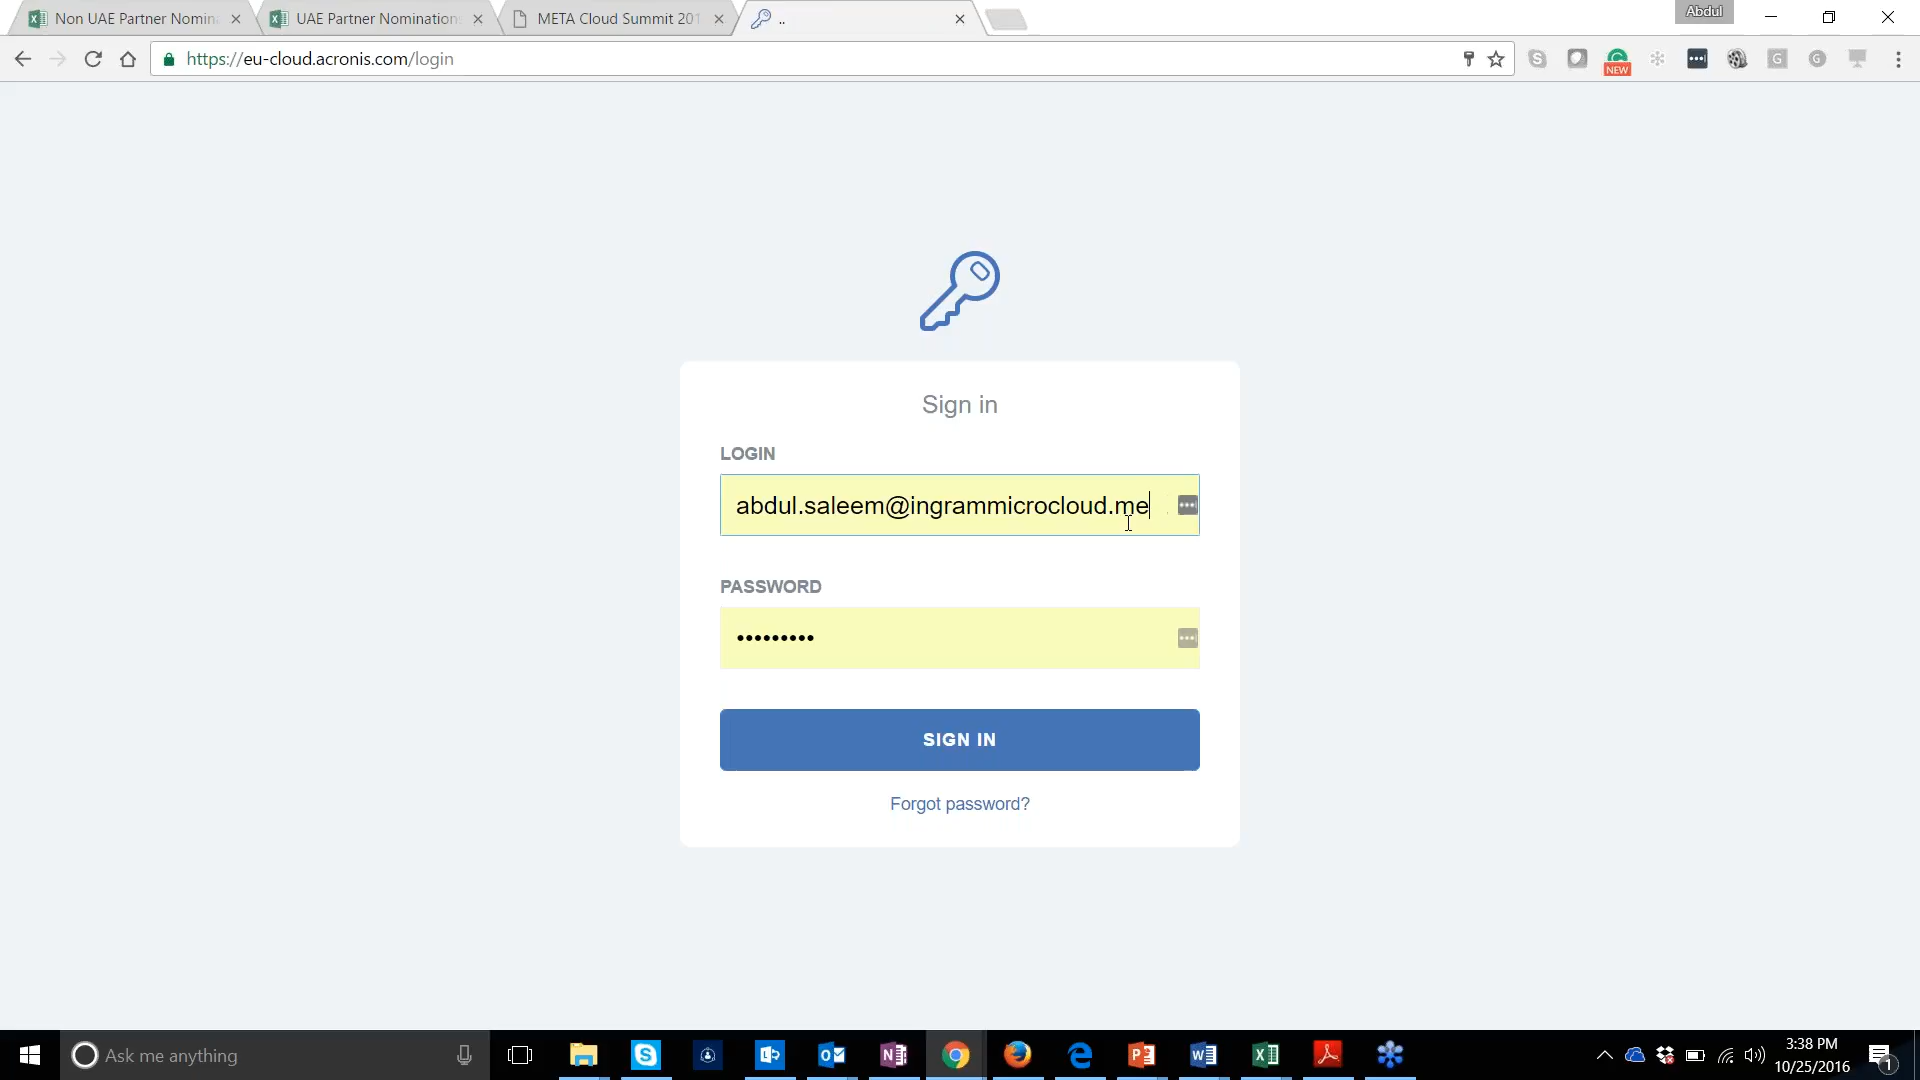 Non UAE Partner Nomin
UAE Partner Nomination
META Cloud Summit 201
..
Abdul
https://eu-cloud.acronis.com/login
NEW
Sign in
LOGIN
abdul.saleem@ingrammicrocloud.me
PASSWORD
•••••••••
SIGN IN
Forgot password?
Ask me anything
3:38 PM
10/25/2016
1